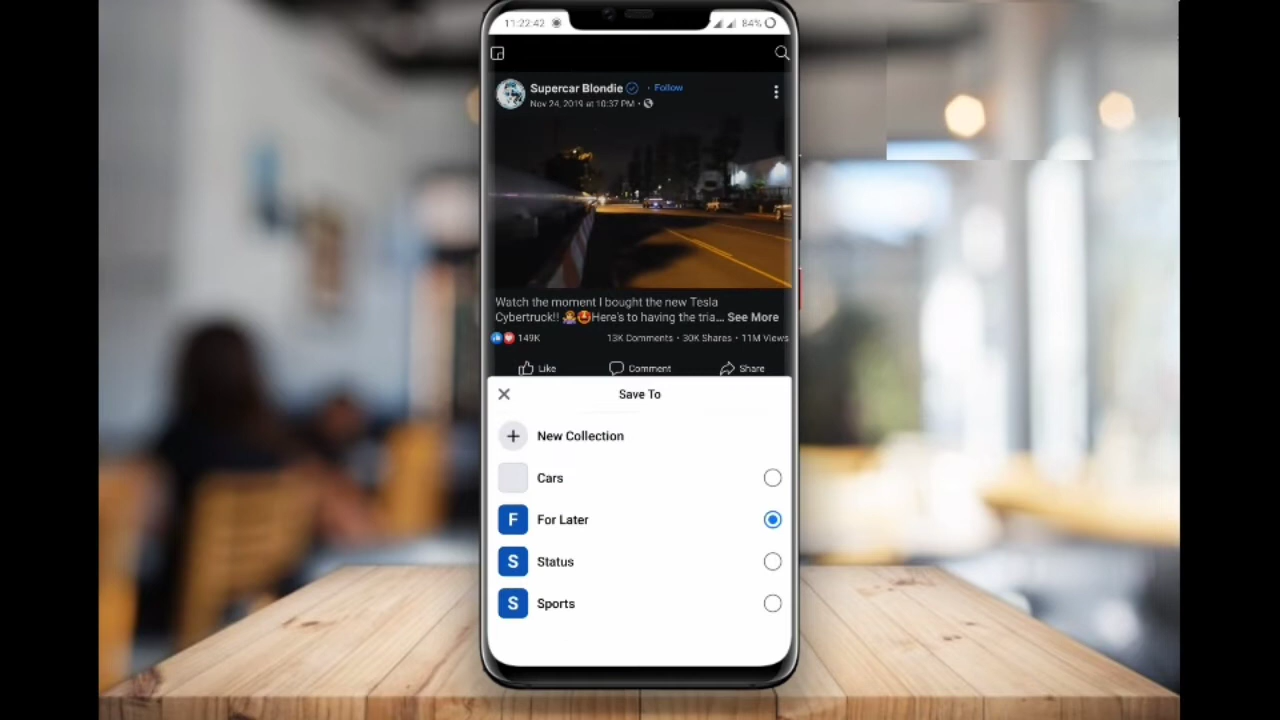 11:22:42 84%
Supercar Blondie · Follow
Nov 24, 2019 at 10:37 PM ·
Watch the moment I bought the new Tesla
Cybertruck!! 🤷‍♀️🤩Here's to having the tria... See More
149K 13K Comments · 30K Shares · 11M Views
Like Comment Share
Save To
New Collection
Cars
F For Later
S Status
S Sports